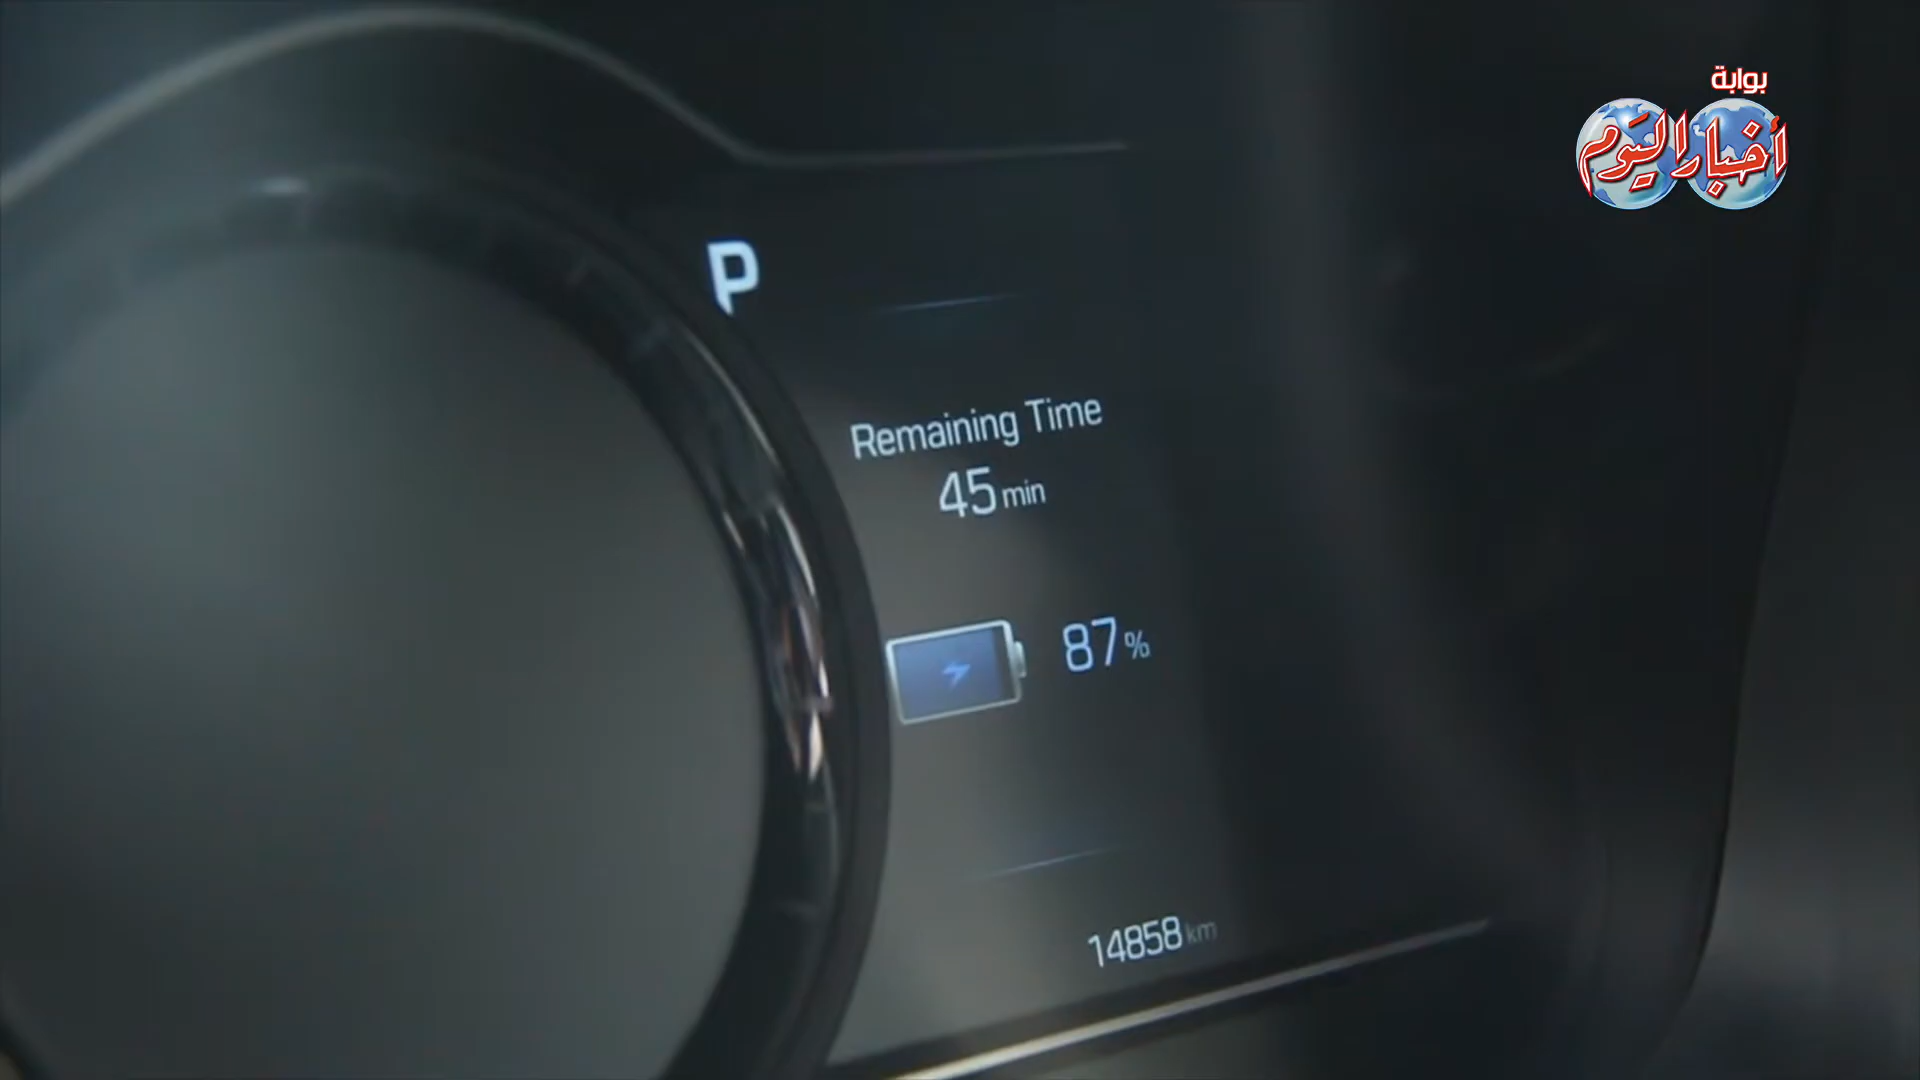 بوابة
أخبار اليوم
P
Remaining Time
45 min
87 %
14858 km